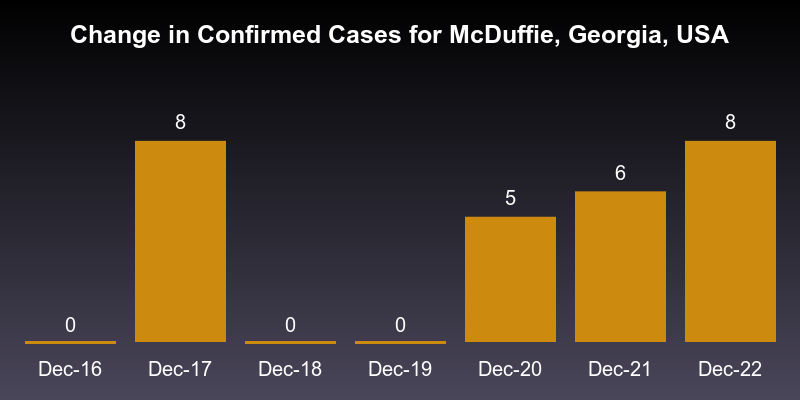 Change in Confirmed Cases for McDuffie, Georgia, USA
0 8 0 0 5 6 8
Dec-16 Dec-17 Dec-18 Dec-19 Dec-20 Dec-21 Dec-22